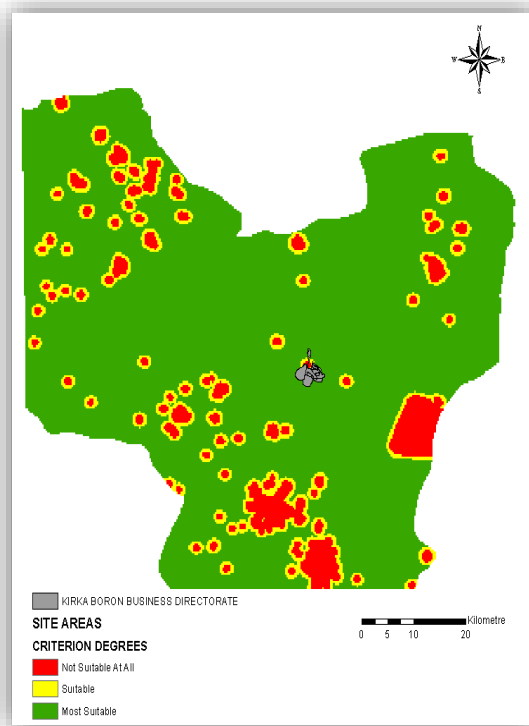 N
W E
S
KIRKA BORON BUSINESS DIRECTORATE
SITE AREAS
CRITERION DEGREES
Not Suitable At All
Suitable
Most Suitable
Kilometre
0 5 10 20